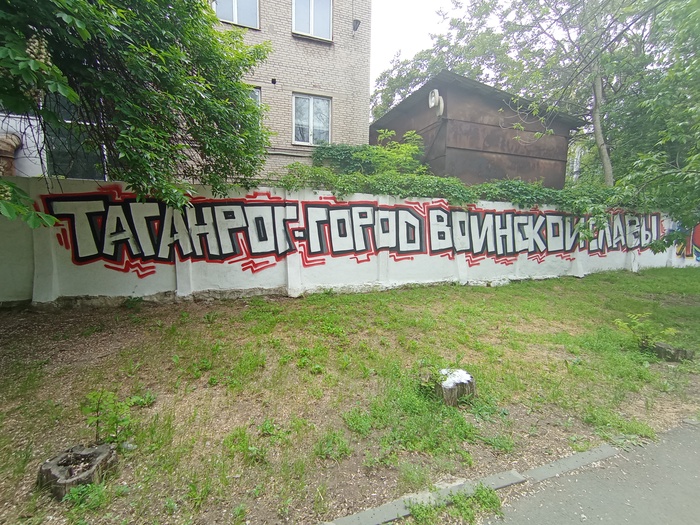 ТАГАНРОГ-ГОРОД ВОИНСКОЙ СЛАВЫ